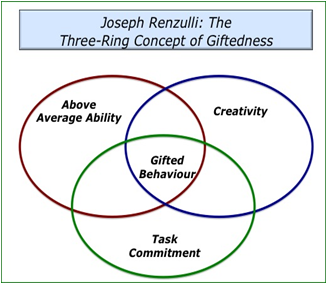 Joseph Renzulli: The
Three-Ring Concept of Giftedness
Above
Average Ability
Creativity
Gifted
Behaviour
Task
Commitment